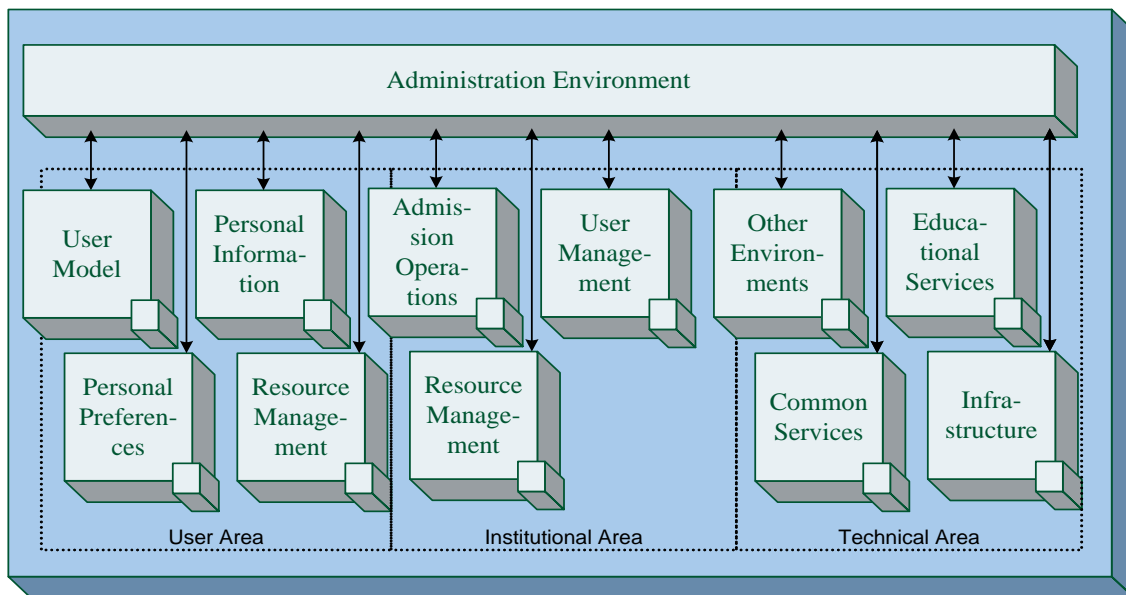 Administration Environment
User
Model
Personal
Informa-
tion
Admis-
sion
Opera-
tions
User
Manage-
ment
Other
Environ-
ments
Educa-
tional
Services
Personal
Preferen-
ces
Resource
Manage-
ment
Resource
Manage-
ment
Common
Services
Infra-
structure
User Area
Institutional Area
Technical Area